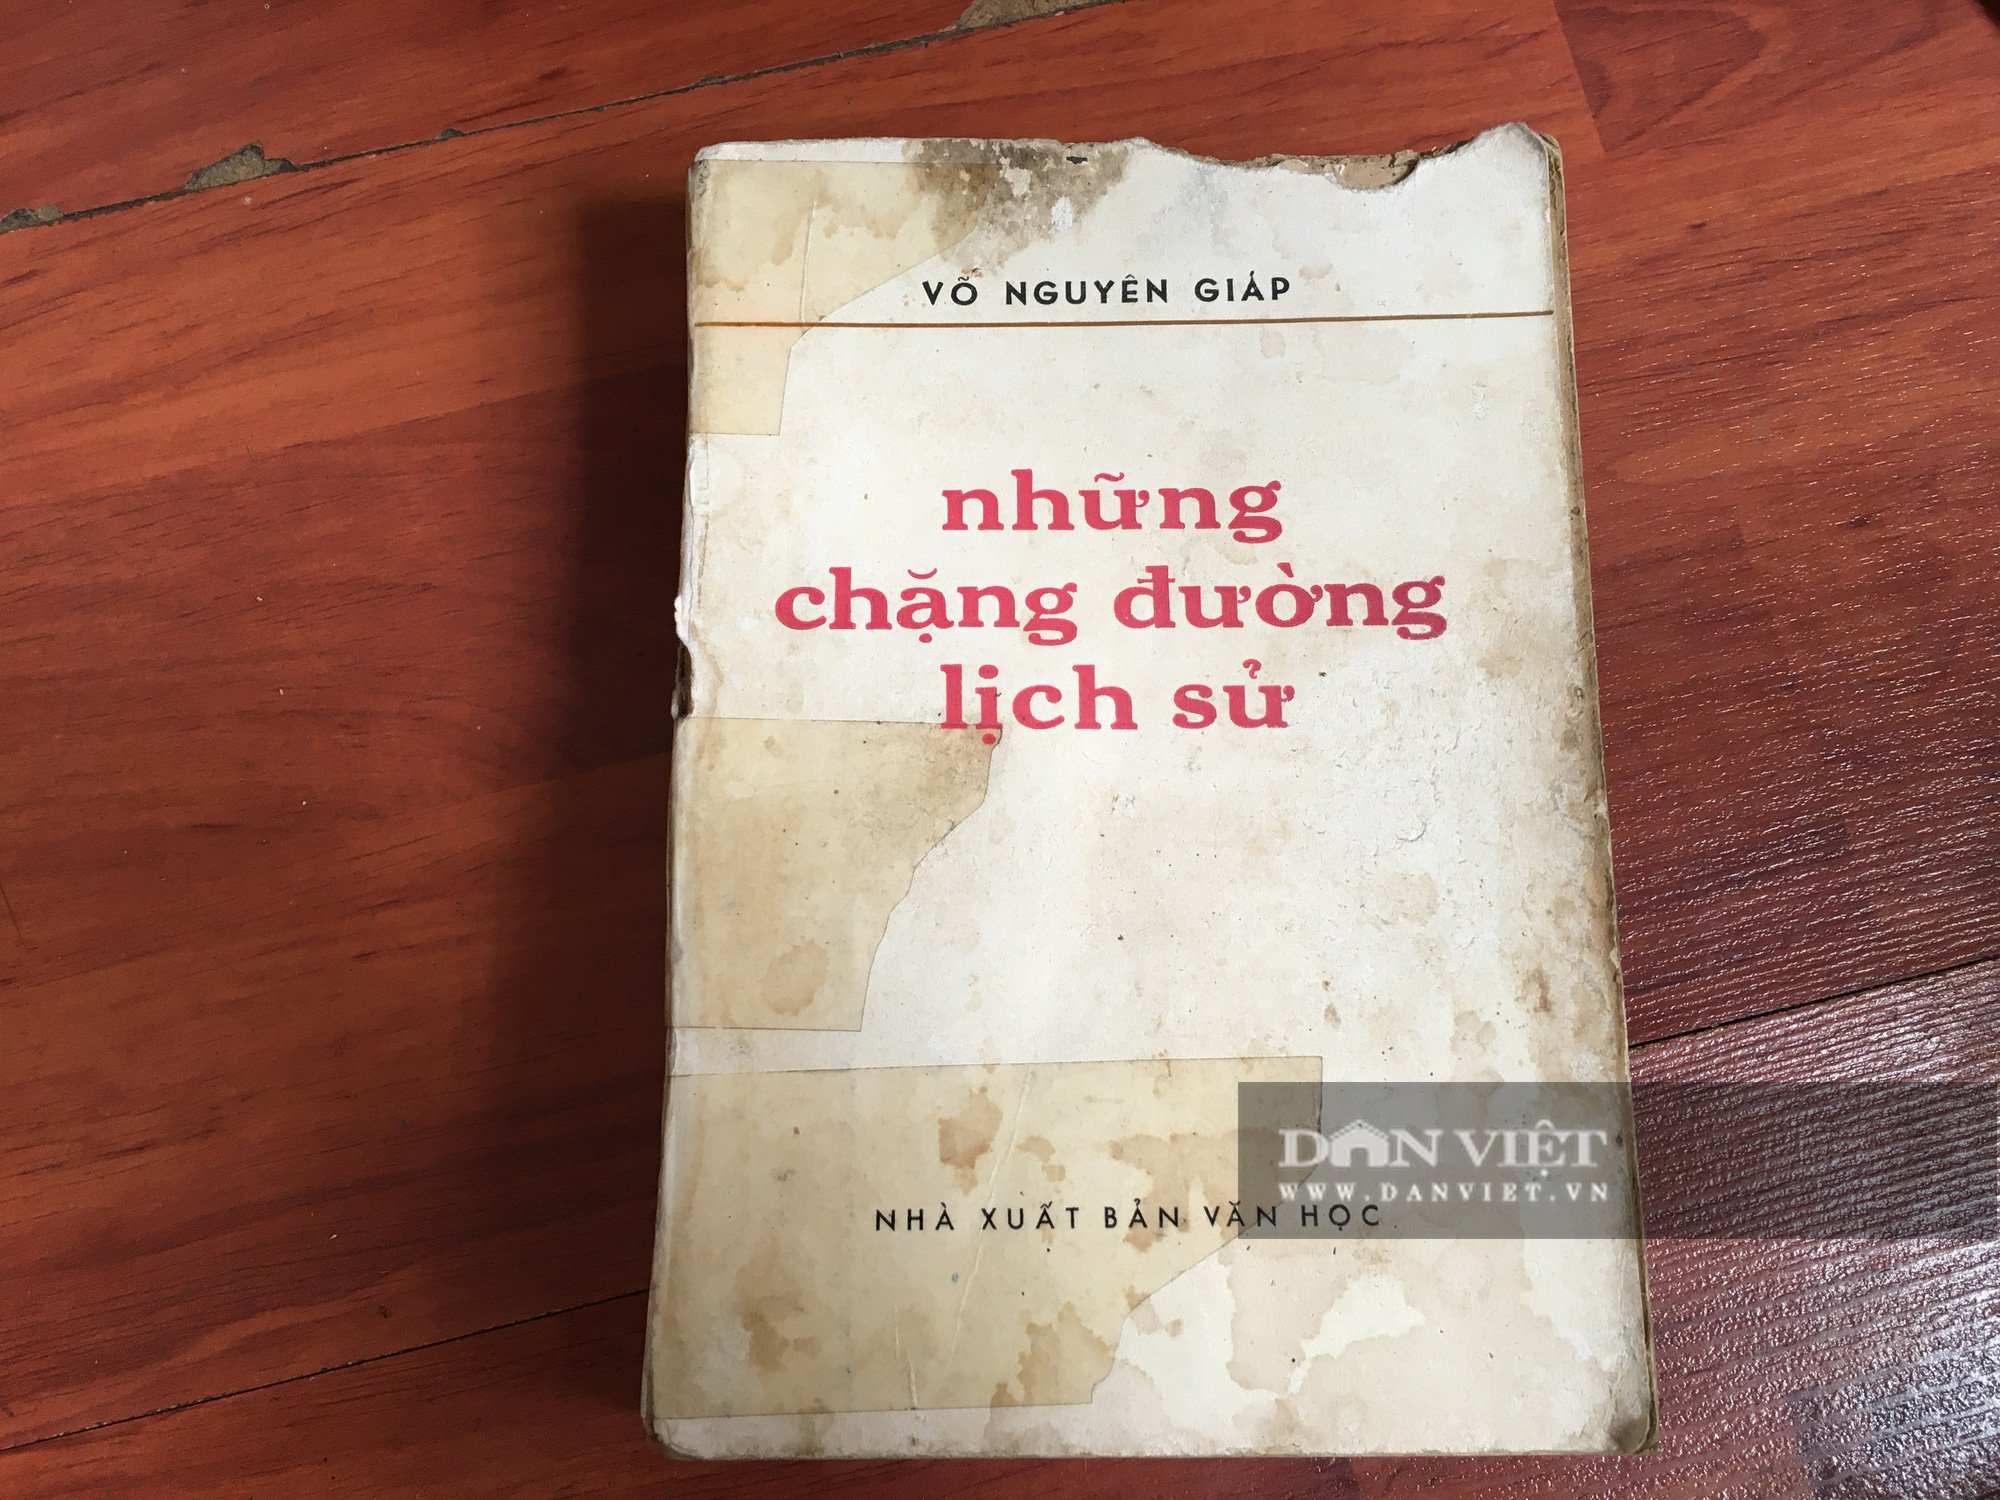 VÕ NGUYÊN GIÁP
những
chặng đường
lịch sử
DÂN VIỆT
WWW.DANVIET.VN
NHÀ XUẤT BẢN VĂN HỌC